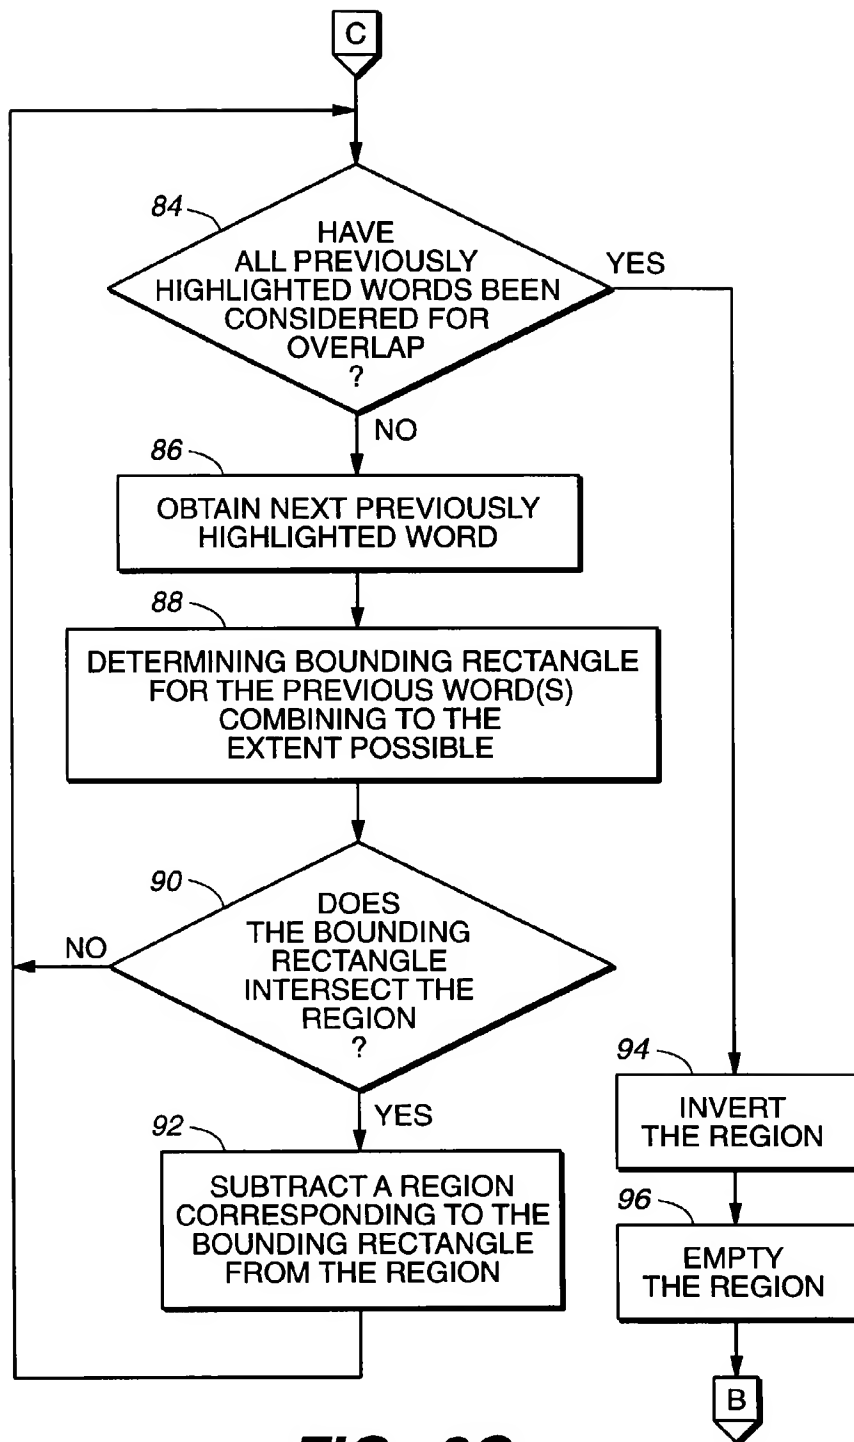 C
84
HAVE
ALL PREVIOUSLY
HIGHLIGHTED WORDS BEEN
CONSIDERED FOR
OVERLAP
?
YES
NO
86
OBTAIN NEXT PREVIOUSLY
HIGHLIGHTED WORD
88
DETERMINING BOUNDING RECTANGLE
FOR THE PREVIOUS WORD(S)
COMBINING TO THE
EXTENT POSSIBLE
90
DOES
THE BOUNDING
RECTANGLE
INTERSECT THE
REGION
?
NO
YES
92
SUBTRACT A REGION
CORRESPONDING TO THE
BOUNDING RECTANGLE
FROM THE REGION
94
INVERT
THE REGION
96
EMPTY
THE REGION
B